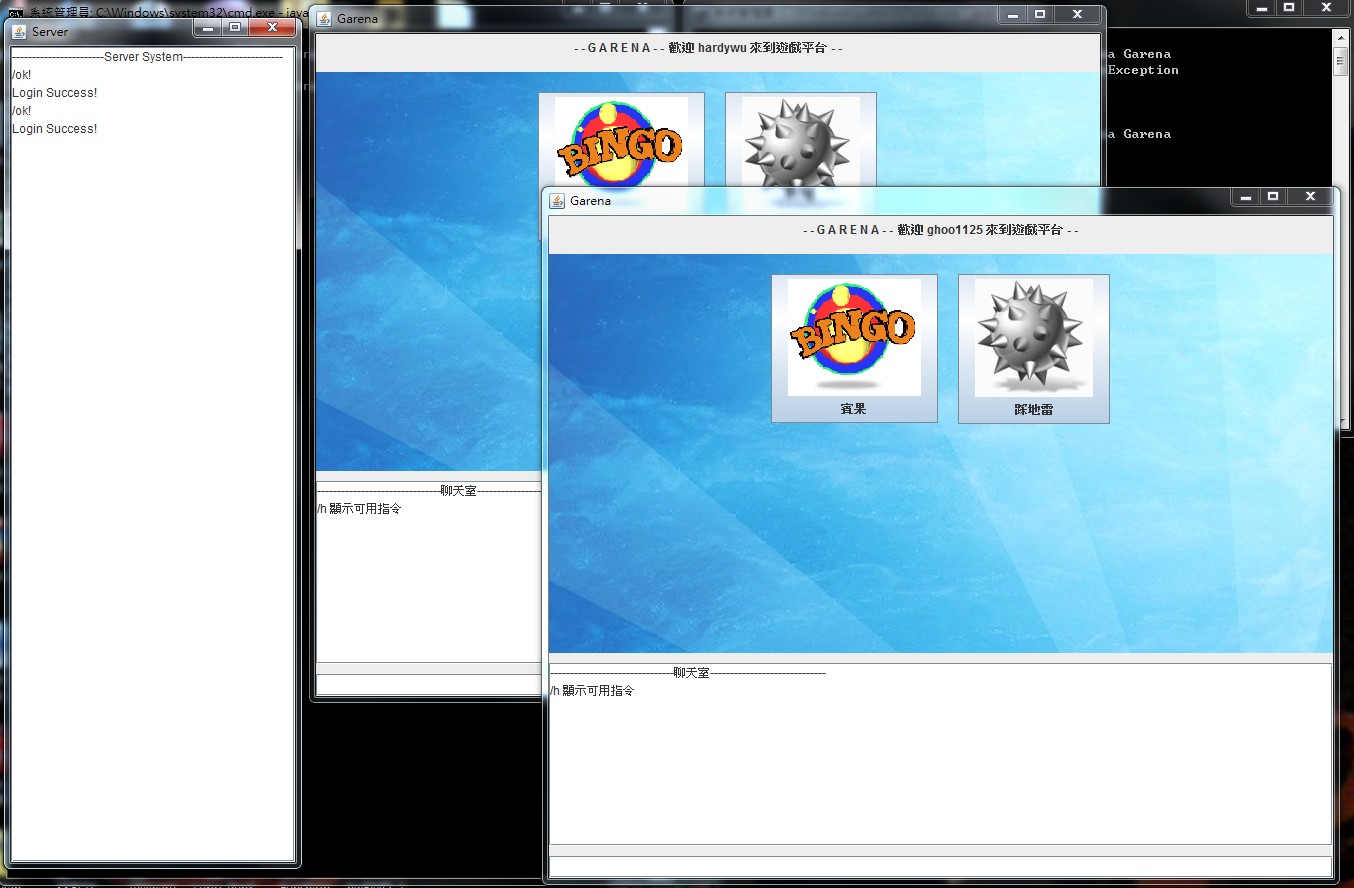 系統管理員: C:\Windows\system32\cmd.exe - java
Server
-----------------------Server System-------------------------
/ok!
Login Success!
/ok!
Login Success!
Garena
- - G A R E N A - - 歡迎 hardywu 來到遊戲平台 - -
BINGO
-------------------------------聊天室----------------
/h 顯示可用指令
a Garena
Exception
a Garena
Garena
- - G A R E N A - - 歡迎 ghoo1125 來到遊戲平台 - -
BINGO
賓果
踩地雷
-------------------------------聊天室-----------------------------
/h 顯示可用指令